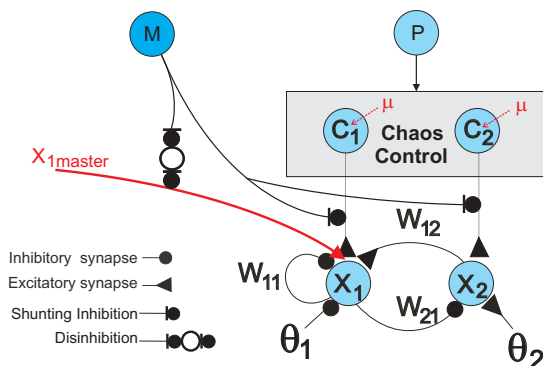 M
P
μ
μ
C1
C2
Chaos
Control
X1master
W12
Inhibitory synapse
Excitatory synapse
Shunting Inhibition
Disinhibition
W11
X1
X2
W21
θ1
θ2